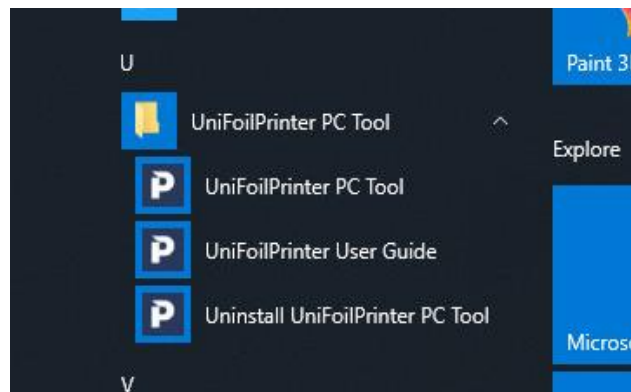 U
Paint 3
UniFoilPrinter PC Tool
Explore
UniFoilPrinter PC Tool
UniFoilPrinter User Guide
Uninstall UniFoilPrinter PC Tool
Micros
V